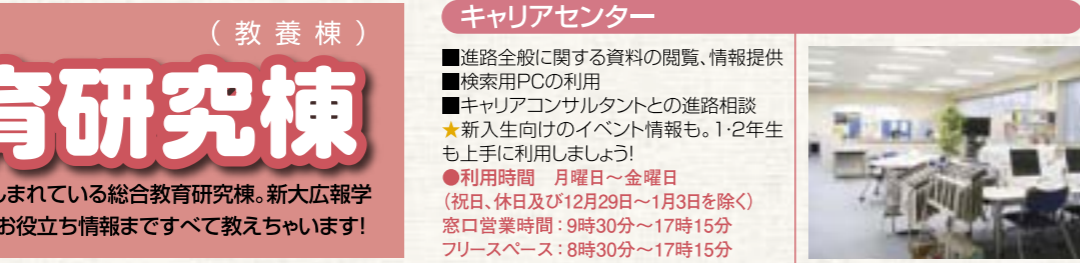 (教養棟)
育研究棟
しまれている総合教育研究棟。新大広報学
お役立ち情報まですべて教えちゃいます!
キャリアセンター
■進路全般に関する資料の閲覧、情報提供
■検索用PCの利用
■キャリアコンサルタントとの進路相談
★新入生向けのイベント情報も。1・2年生
も上手に利用しましょう!
●利用時間 月曜日~金曜日
(祝日、休日及び12月29日~1月3日を除く)
窓口営業時間:9時30分~17時15分
フリースペース:8時30分~17時15分